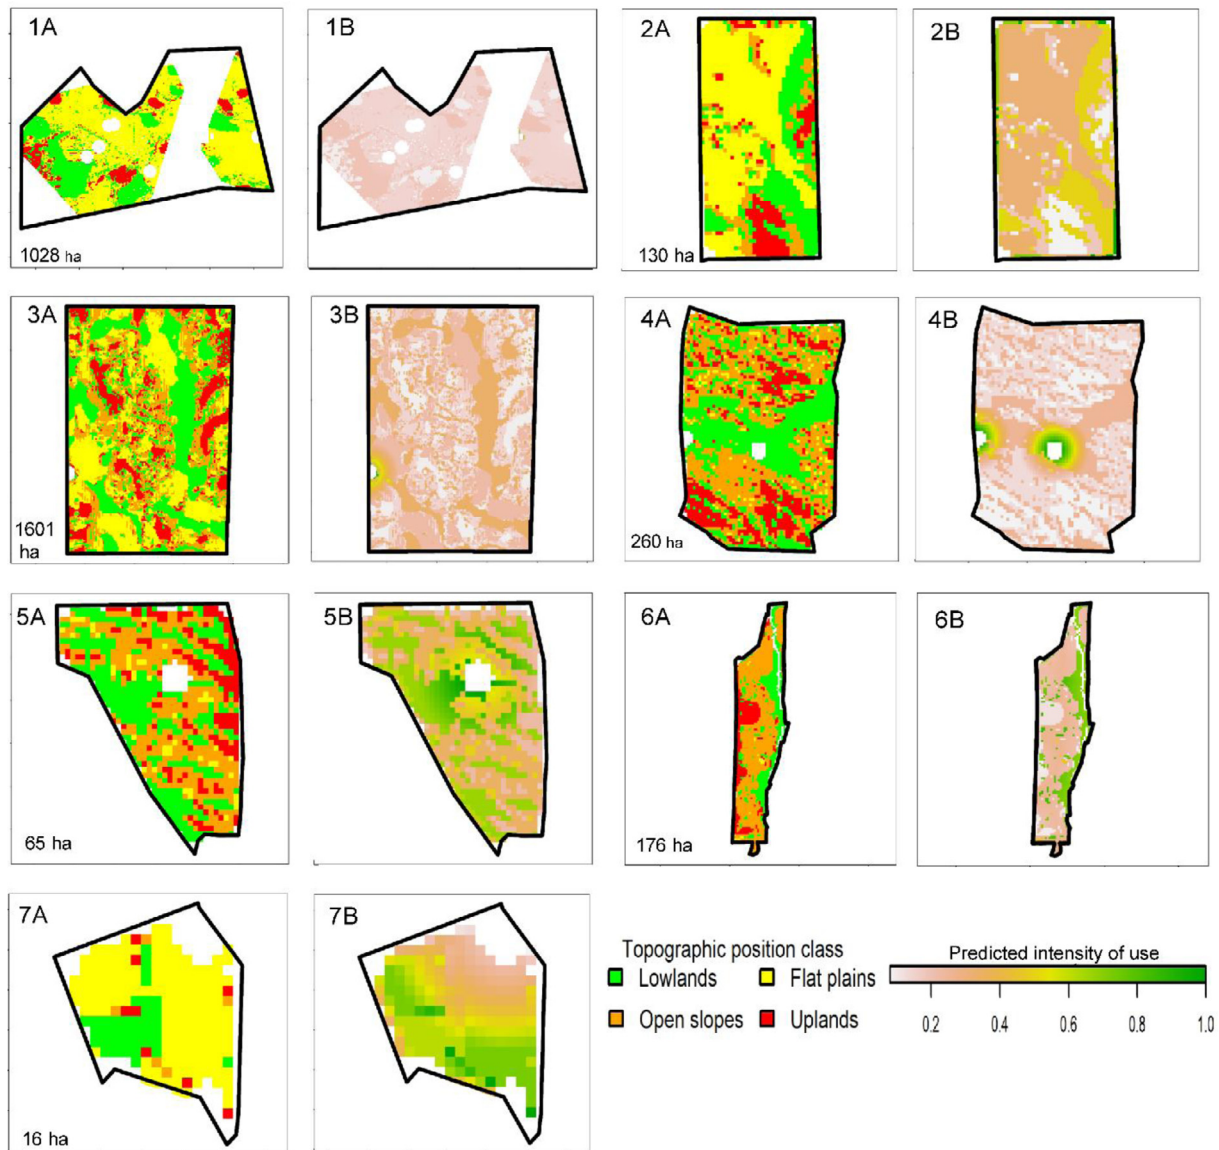 1A
1B
2A
2B
1028 ha
130 ha
3A
3B
4A
4B
1601
ha
260 ha
5A
5B
6A
6B
65 ha
176 ha
7A
7B
16 ha
Topographic position class
Lowlands
Flat plains
Open slopes
Uplands
Predicted intensity of use
0.2 0.4 0.6 0.8 1.0